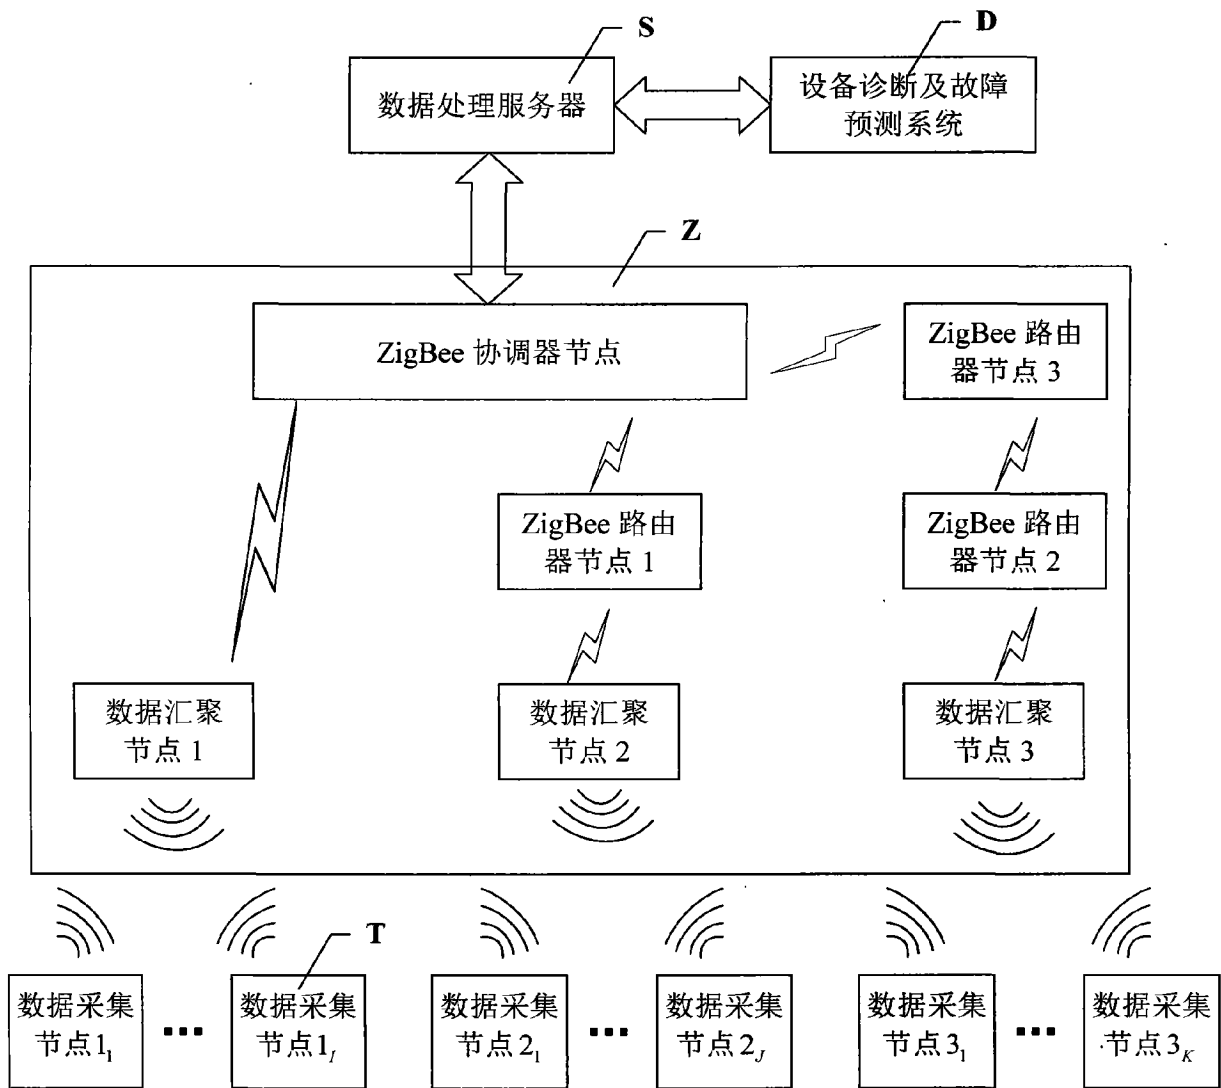 S
D
数据处理服务器
设备诊断及故障
预测系统
Z
ZigBee 协调器节点
ZigBee 路由
器节点 3
ZigBee 路由
器节点 1
ZigBee 路由
器节点 2
数据汇聚
节点 1
数据汇聚
节点 2
数据汇聚
节点 3
T
数据采集
节点1₁
数据采集
节点1_I
数据采集
节点2₁
数据采集
节点2_J
数据采集
节点3₁
数据采集
节点3_K